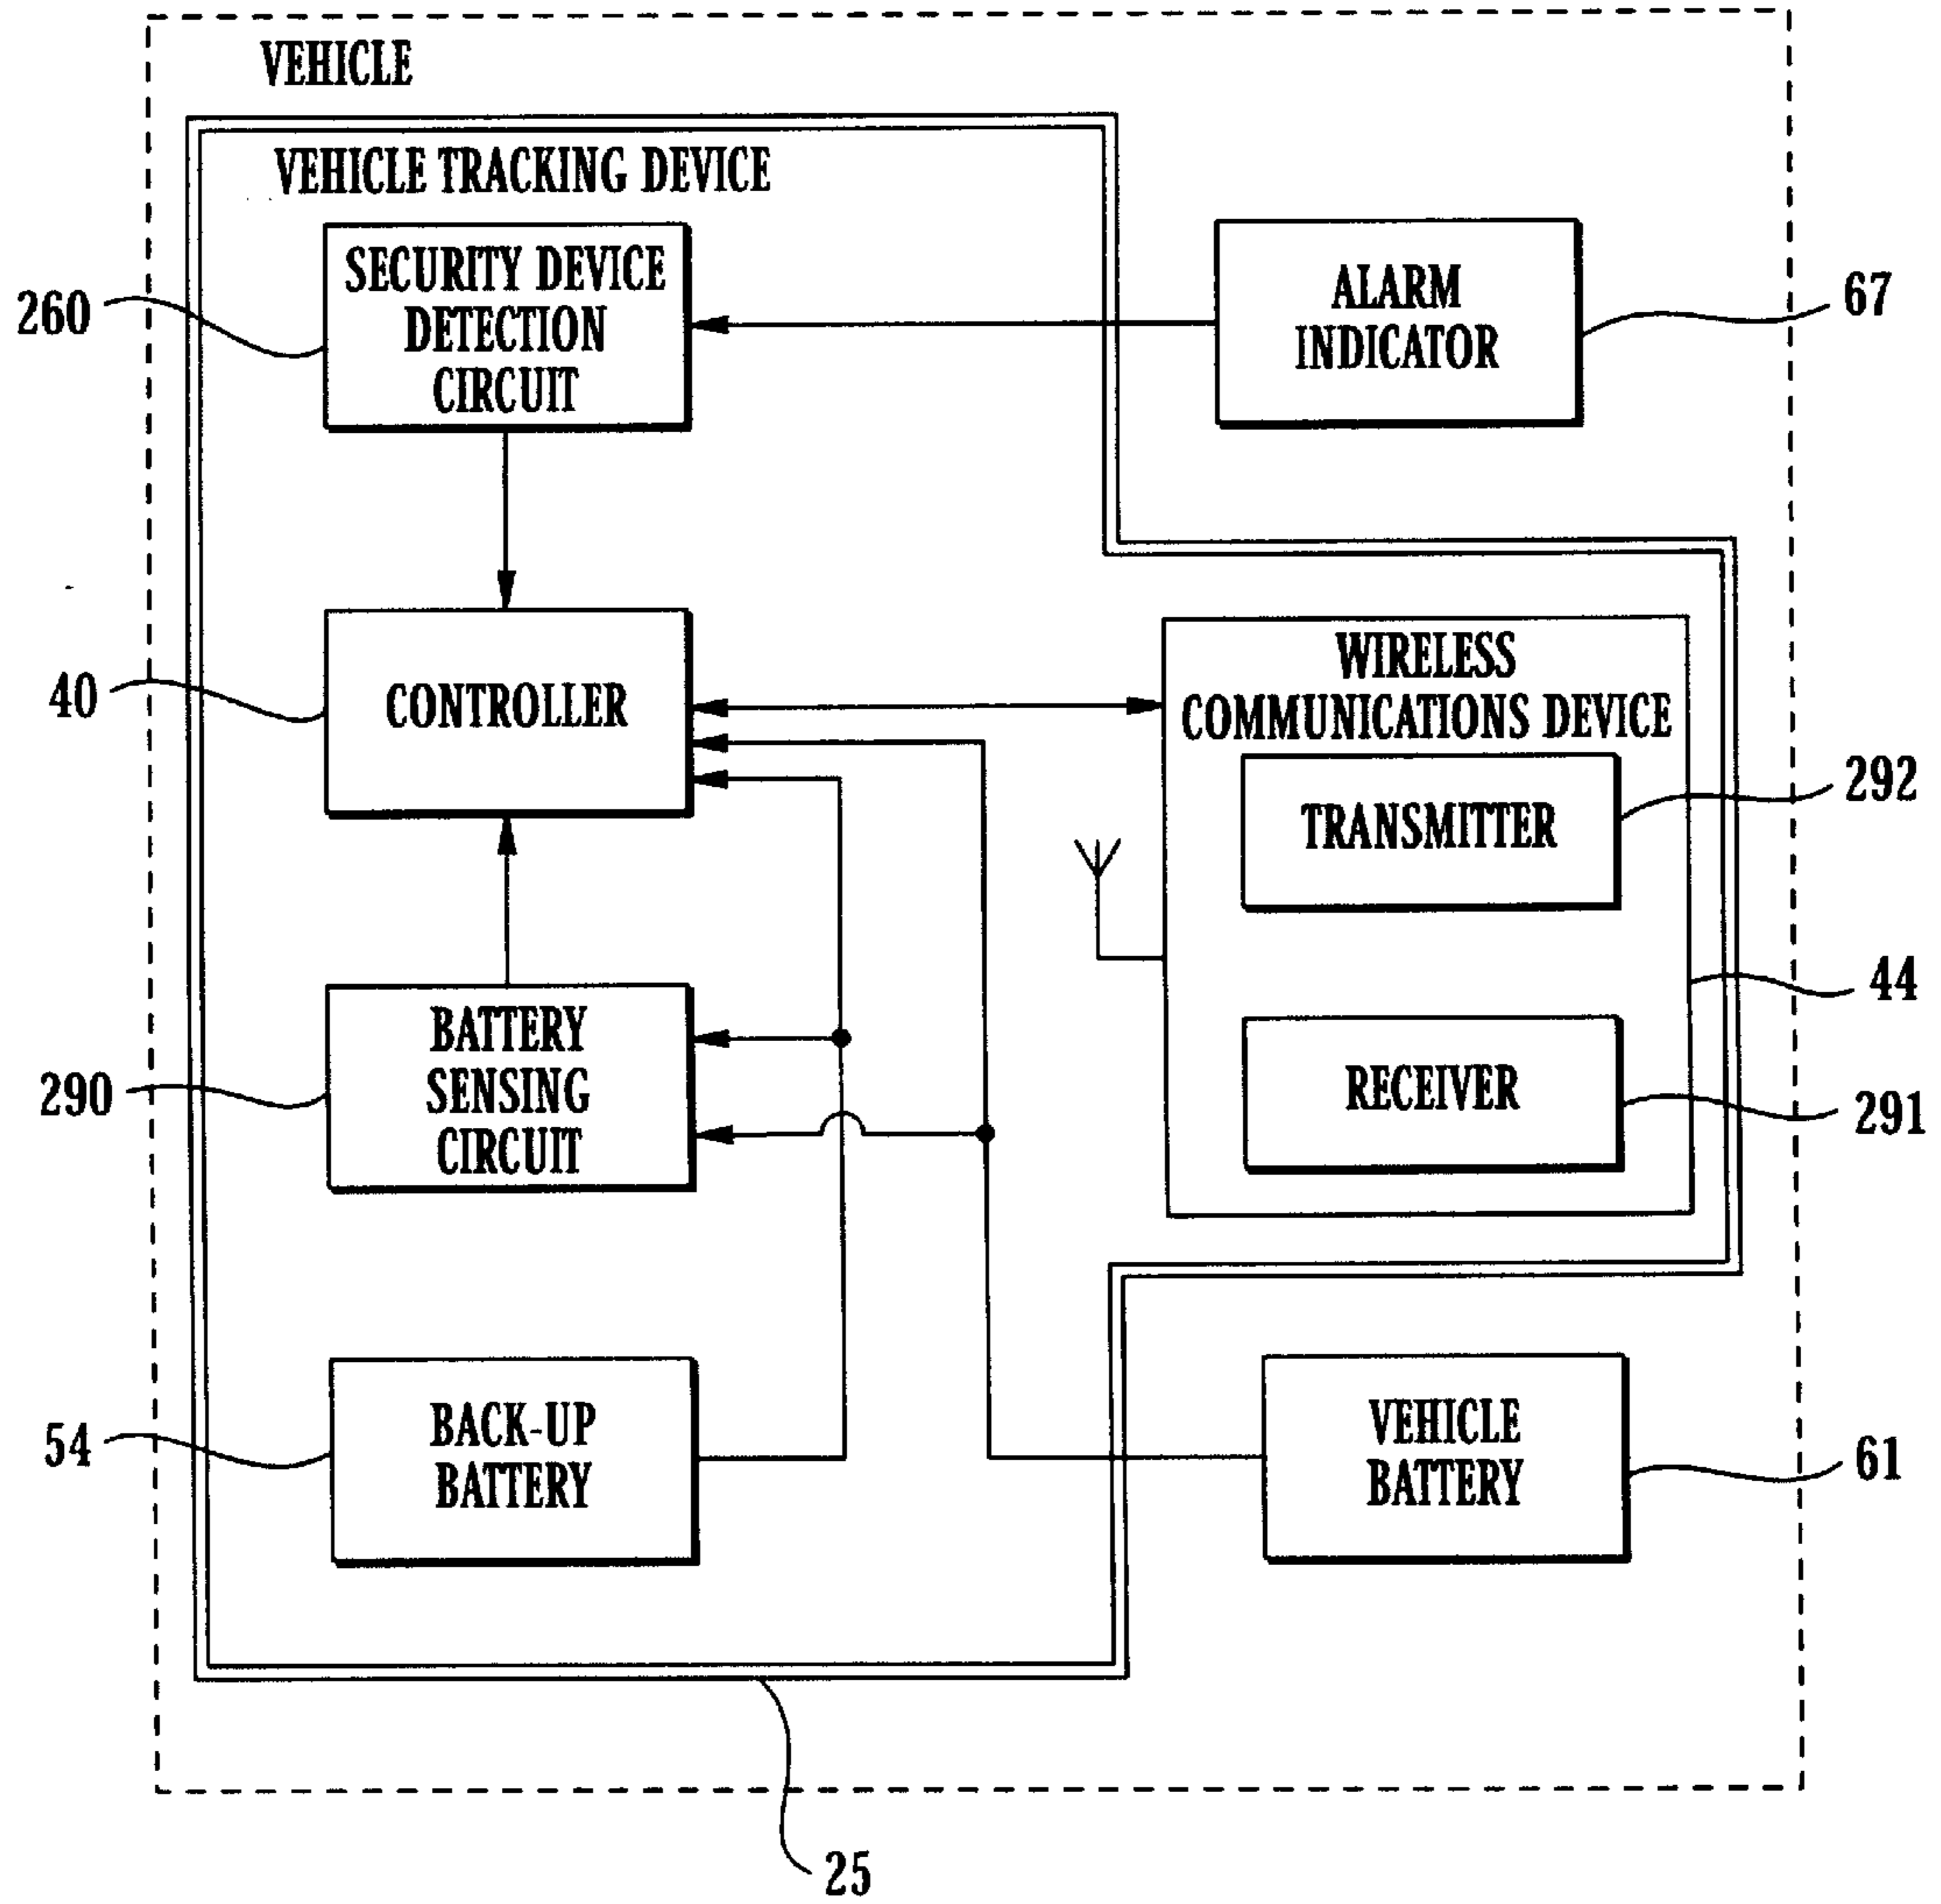 VEHICLE
VEHICLE TRACKING DEVICE
SECURITY DEVICE
DETECTION
CIRCUIT
260
ALARM
INDICATOR
67
CONTROLLER
40
WIRELESS
COMMUNICATIONS DEVICE
TRANSMITTER
292
44
RECEIVER
291
BATTERY
SENSING
CIRCUIT
290
BACK-UP
BATTERY
54
VEHICLE
BATTERY
61
25